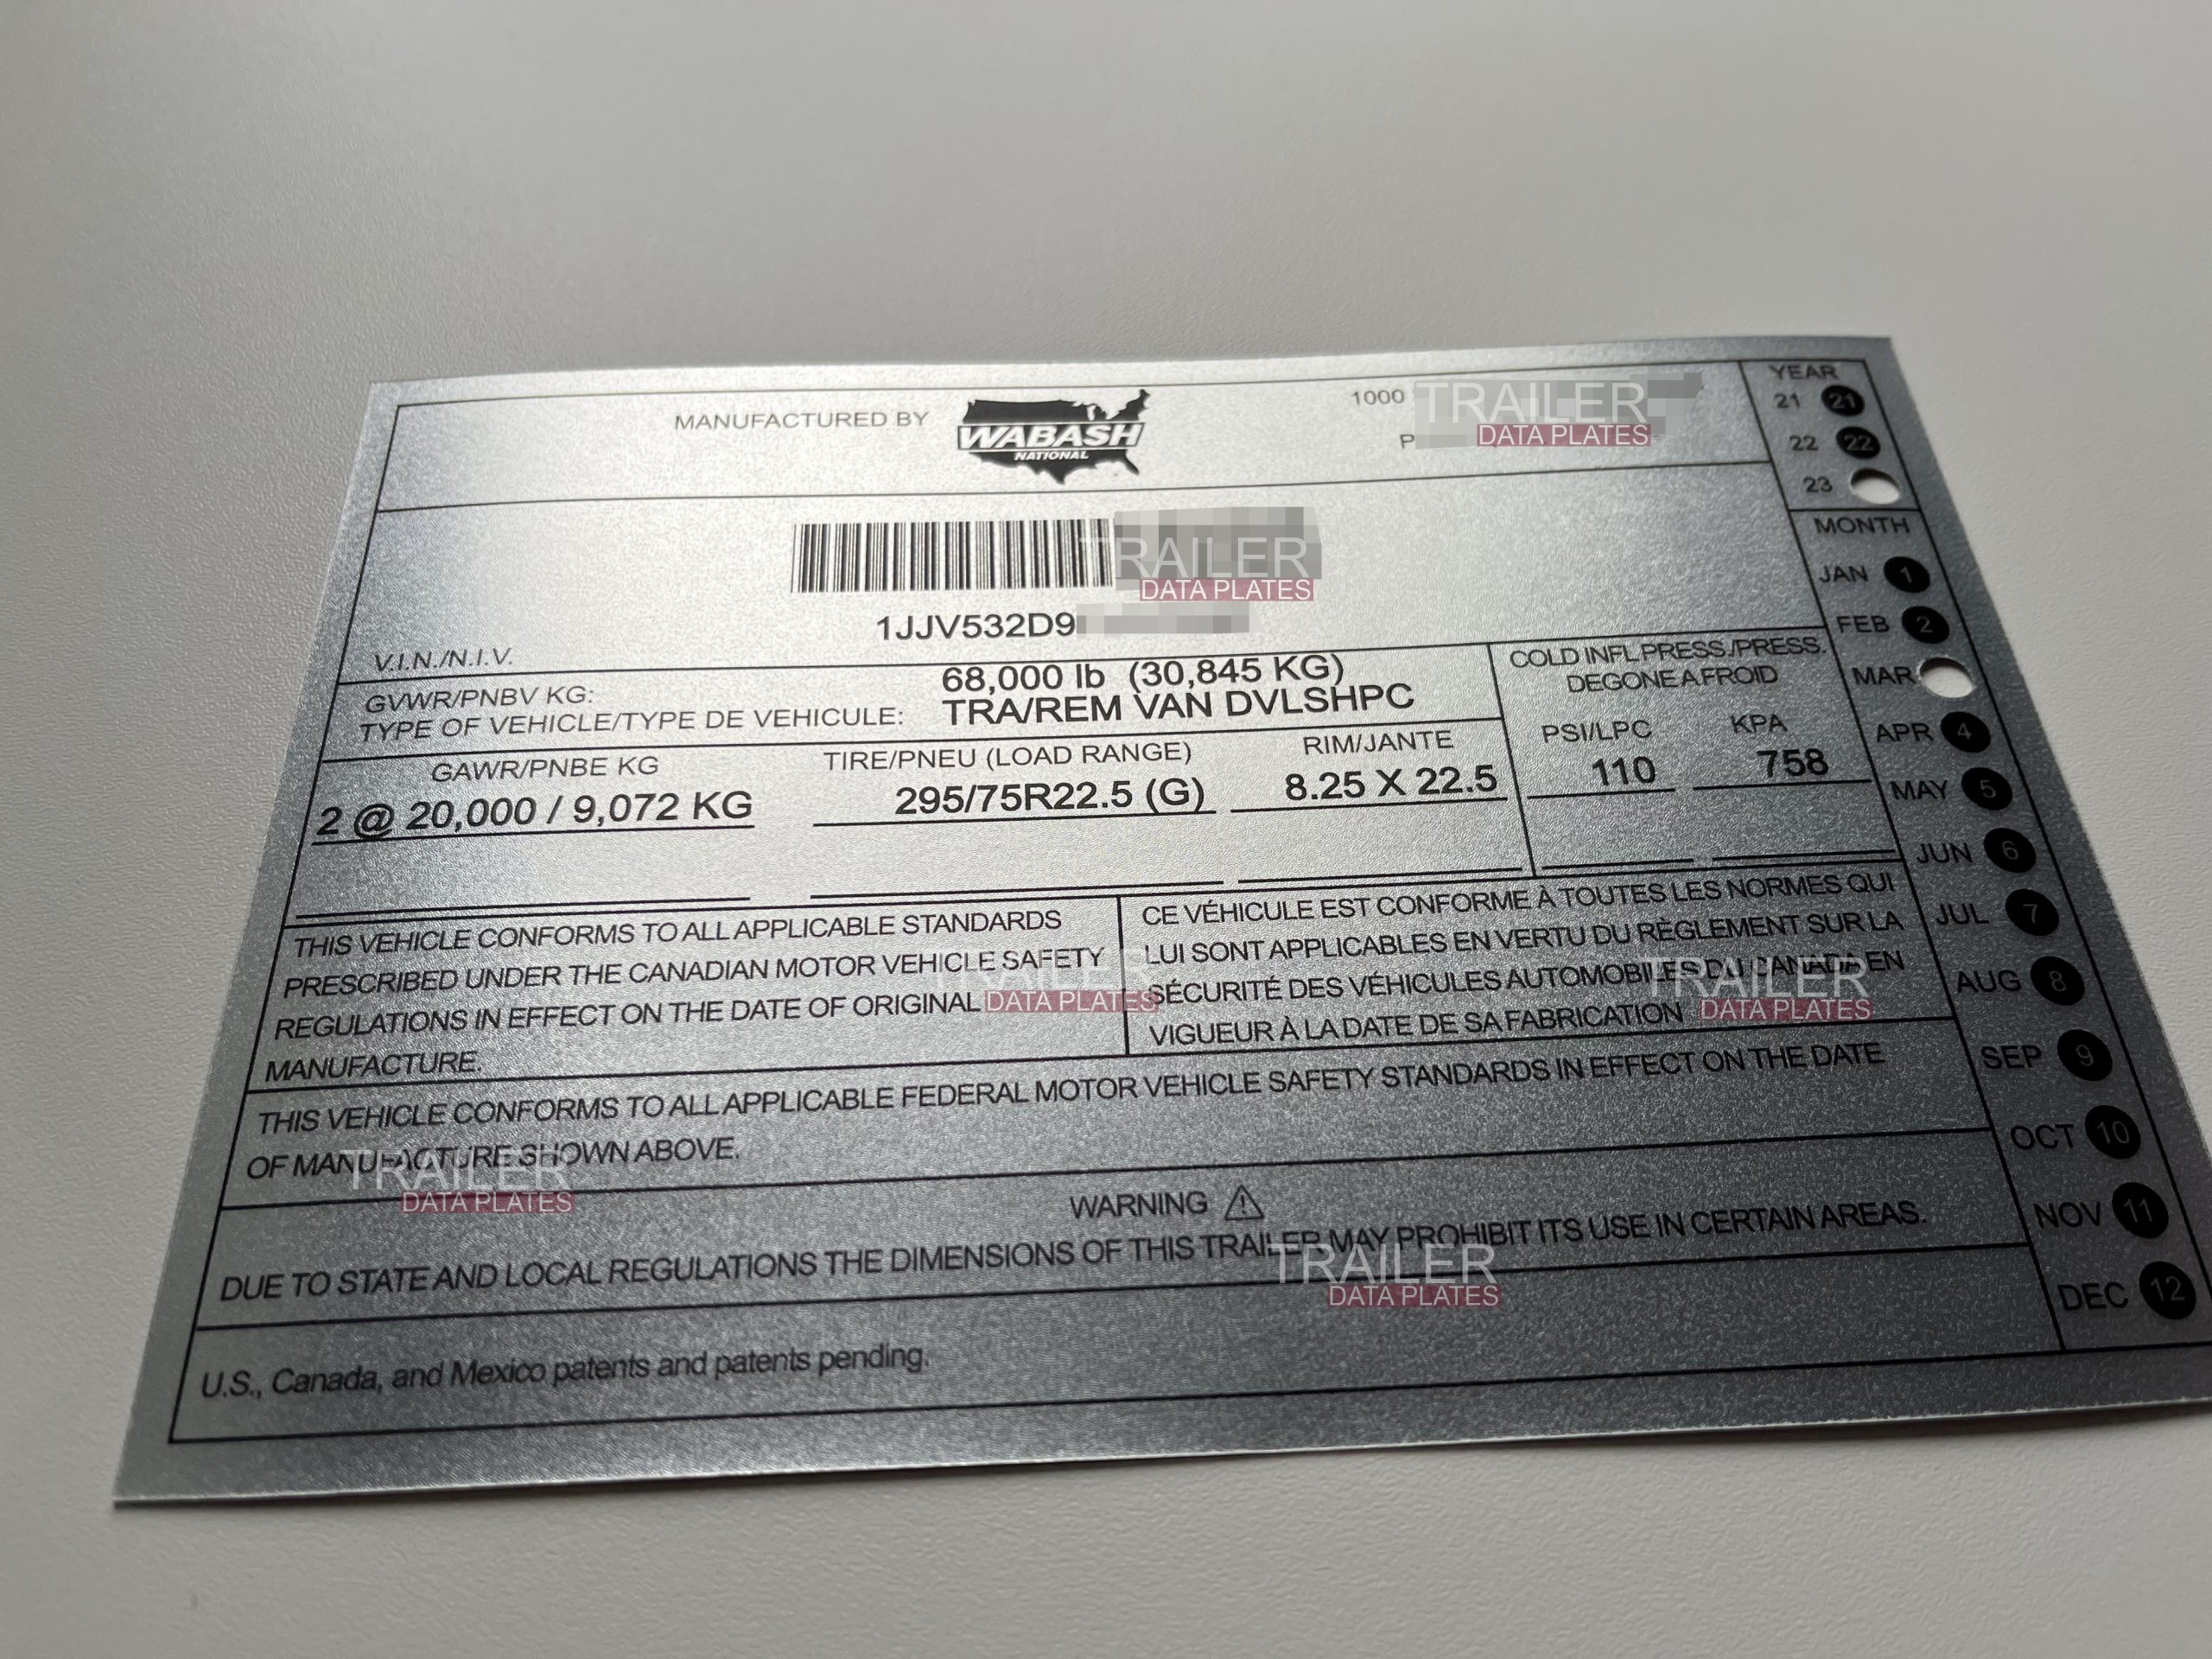 MANUFACTURED BY
WABASH
NATIONAL
1000
P
TRAILER
DATA PLATES
YEAR
21 21
22 22
23
MONTH
JAN 1
FEB 2
MAR
APR 4
MAY 5
JUN 6
JUL 7
AUG 8
SEP 9
OCT 10
NOV 11
DEC 12
TRAILER
DATA PLATES
1JJV532D9
V.I.N./N.I.V.
GVWR/PNBV KG: 68,000 lb (30,845 KG)
TYPE OF VEHICLE/TYPE DE VEHICULE: TRA/REM VAN DVLSHPC
COLD INFL.PRESS./PRESS.
DEGONEAFROID
GAWR/PNBE KG TIRE/PNEU (LOAD RANGE) RIM/JANTE PSI/LPC KPA
2 @ 20,000 / 9,072 KG 295/75R22.5 (G) 8.25 X 22.5 110 758
THIS VEHICLE CONFORMS TO ALL APPLICABLE STANDARDS
PRESCRIBED UNDER THE CANADIAN MOTOR VEHICLE SAFETY
REGULATIONS IN EFFECT ON THE DATE OF ORIGINAL
MANUFACTURE.
TRAILER
DATA PLATES
CE VÉHICULE EST CONFORME À TOUTES LES NORMES QUI
LUI SONT APPLICABLES EN VERTU DU RÈGLEMENT SUR LA
SÉCURITÉ DES VÉHICULES AUTOMOBILES DU CANADA EN
VIGUEUR À LA DATE DE SA FABRICATION
TRAILER
DATA PLATES
THIS VEHICLE CONFORMS TO ALL APPLICABLE FEDERAL MOTOR VEHICLE SAFETY STANDARDS IN EFFECT ON THE DATE
OF MANUFACTURE SHOWN ABOVE.
TRAILER
DATA PLATES
WARNING
DUE TO STATE AND LOCAL REGULATIONS THE DIMENSIONS OF THIS TRAILER MAY PROHIBIT ITS USE IN CERTAIN AREAS.
TRAILER
DATA PLATES
U.S., Canada, and Mexico patents and patents pending.